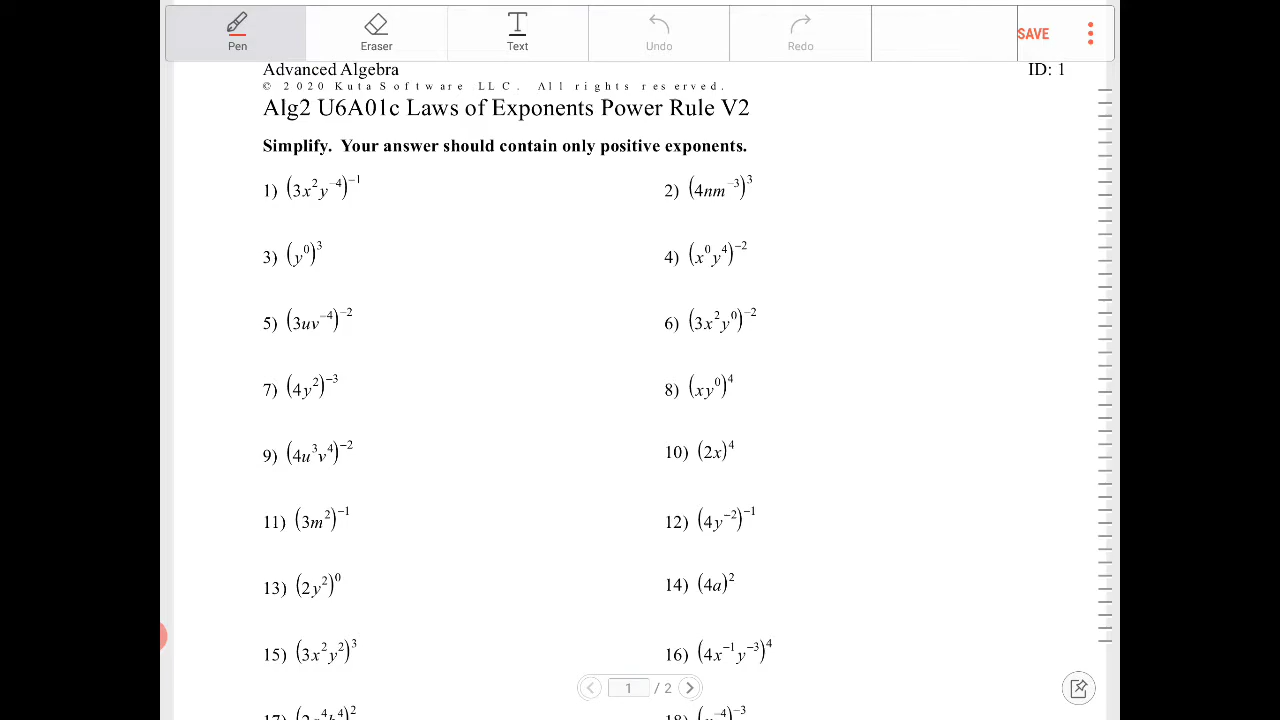 Pen Eraser Text Undo Redo SAVE
Advanced Algebra ID: 1
© 2020 Kuta Software LLC. All rights reserved.
Alg2 U6A01c Laws of Exponents Power Rule V2
Simplify. Your answer should contain only positive exponents.
1) (3x²y⁻⁴)⁻¹ 2) (4nm⁻³)³
3) (y⁰)³ 4) (x⁰y⁴)⁻²
5) (3uv⁻⁴)⁻² 6) (3x²y⁰)⁻²
7) (4y²)⁻³ 8) (xy⁰)⁴
9) (4u³v⁴)⁻² 10) (2x)⁴
11) (3m²)⁻¹ 12) (4y⁻²)⁻¹
13) (2y²)⁰ 14) (4a)²
15) (3x²y²)³ 16) (4x⁻¹y⁻³)⁴
1 / 2